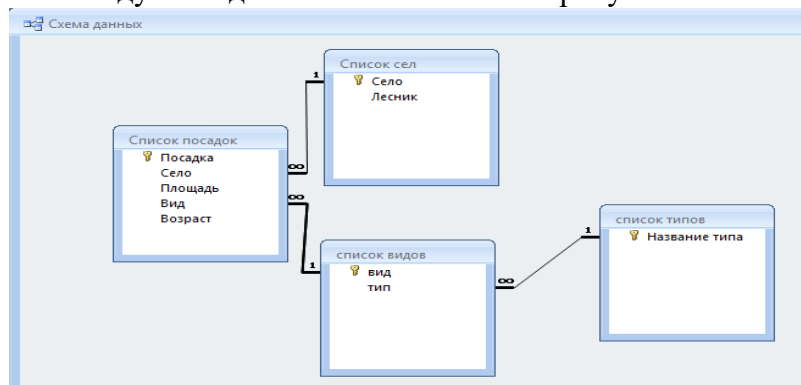 Схема данных
Список сел
Село
Лесник
1
Список посадок
Посадка
Село
Площадь
Вид
Возраст
∞
∞
список типов
Название типа
1
список видов
вид
тип
1
∞